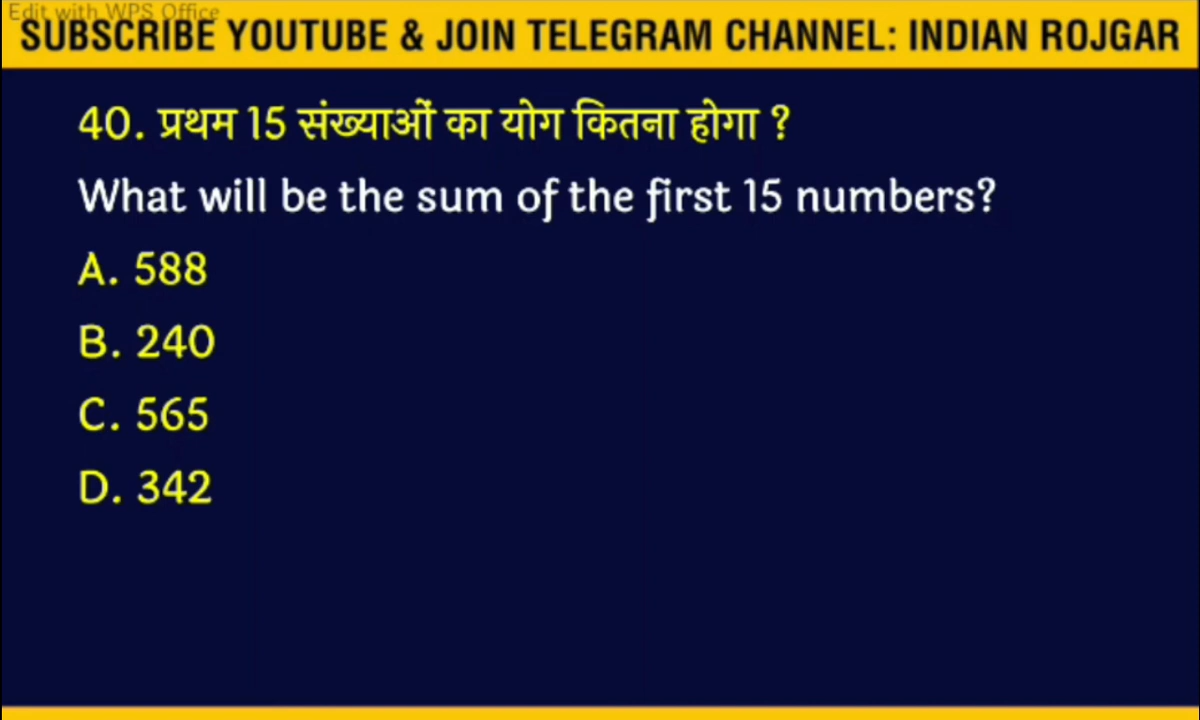 Edit with WPS Office
SUBSCRIBE YOUTUBE & JOIN TELEGRAM CHANNEL: INDIAN ROJGAR
40. प्रथम 15 संख्याओं का योग कितना होगा ?
What will be the sum of the first 15 numbers?
A. 588
B. 240
C. 565
D. 342